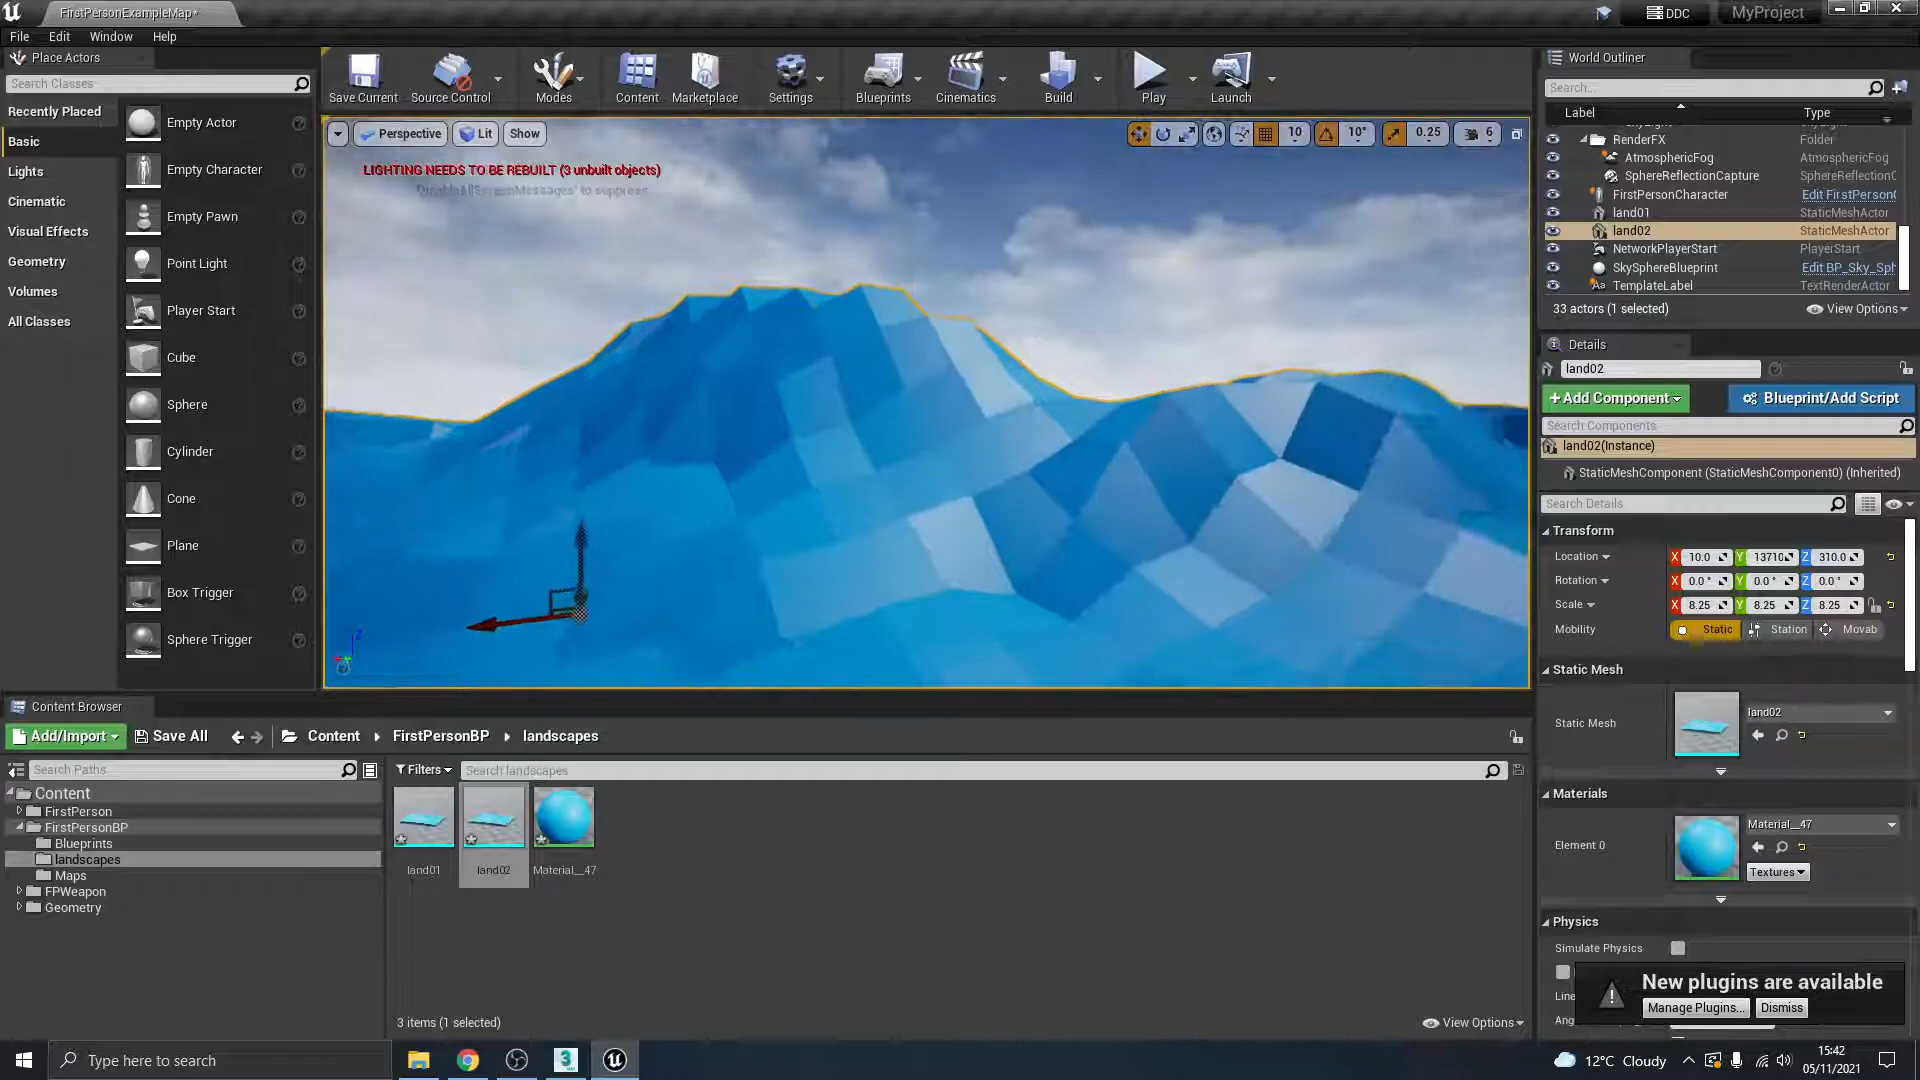 FirstPersonExampleMap*
DDC
MyProject
File Edit Window Help
Place Actors
Search Classes
Recently Placed
Basic
Lights
Cinematic
Visual Effects
Geometry
Volumes
All Classes
Empty Actor
Empty Character
Empty Pawn
Point Light
Player Start
Cube
Sphere
Cylinder
Cone
Plane
Box Trigger
Sphere Trigger
Save Current
Source Control
Modes
Content
Marketplace
Settings
Blueprints
Cinematics
Build
Play
Launch
Perspective Lit Show
10 10° 0.25 6
LIGHTING NEEDS TO BE REBUILT (3 unbuilt objects)
'DisableAllScreenMessages' to suppress
World Outliner
Search...
Label Type
RenderFX Folder
AtmosphericFog AtmosphericFog
SphereReflectionCapture SphereReflectionC
FirstPersonCharacter Edit FirstPerson
land01 StaticMeshActor
land02 StaticMeshActor
NetworkPlayerStart PlayerStart
SkySphereBlueprint Edit BP_Sky_Sph
TemplateLabel TextRenderActor
33 actors (1 selected) View Options
Details
land02
+Add Component Blueprint/Add Script
Search Components
land02(Instance)
StaticMeshComponent (StaticMeshComponent0) (Inherited)
Search Details
Transform
Location X 10.0 Y 13710 Z 310.0
Rotation X 0.0 ° Y 0.0 ° Z 0.0 °
Scale X 8.25 Y 8.25 Z 8.25
Mobility Static Station Movab
Static Mesh
Static Mesh land02
Materials
Element 0 Material__47
Textures
Physics
Simulate Physics
Line
Ang
New plugins are available
Manage Plugins... Dismiss
Content Browser
Add/Import Save All Content FirstPersonBP landscapes
Search Paths
Filters Search landscapes
Content
FirstPerson
FirstPersonBP
Blueprints
landscapes
Maps
FPWeapon
Geometry
land01 land02 Material__47
3 items (1 selected) View Options
Type here to search
12°C Cloudy
15:42
05/11/2021